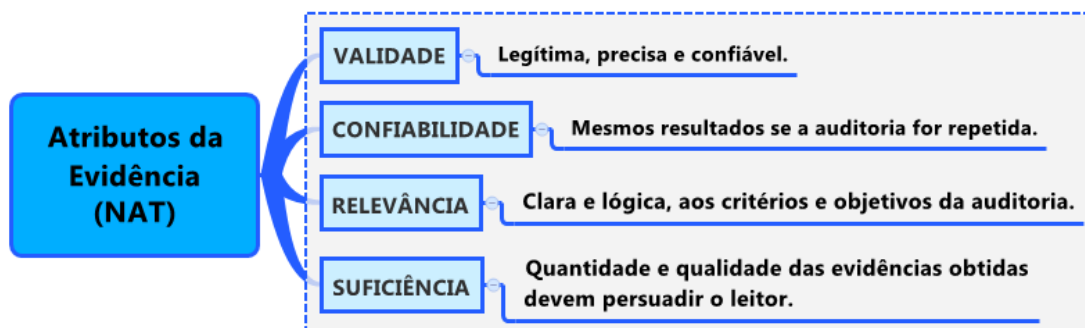 Atributos da
Evidência
(NAT)
VALIDADE
Legítima, precisa e confiável.
CONFIABILIDADE
Mesmos resultados se a auditoria for repetida.
RELEVÂNCIA
Clara e lógica, aos critérios e objetivos da auditoria.
SUFICIÊNCIA
Quantidade e qualidade das evidências obtidas
devem persuadir o leitor.